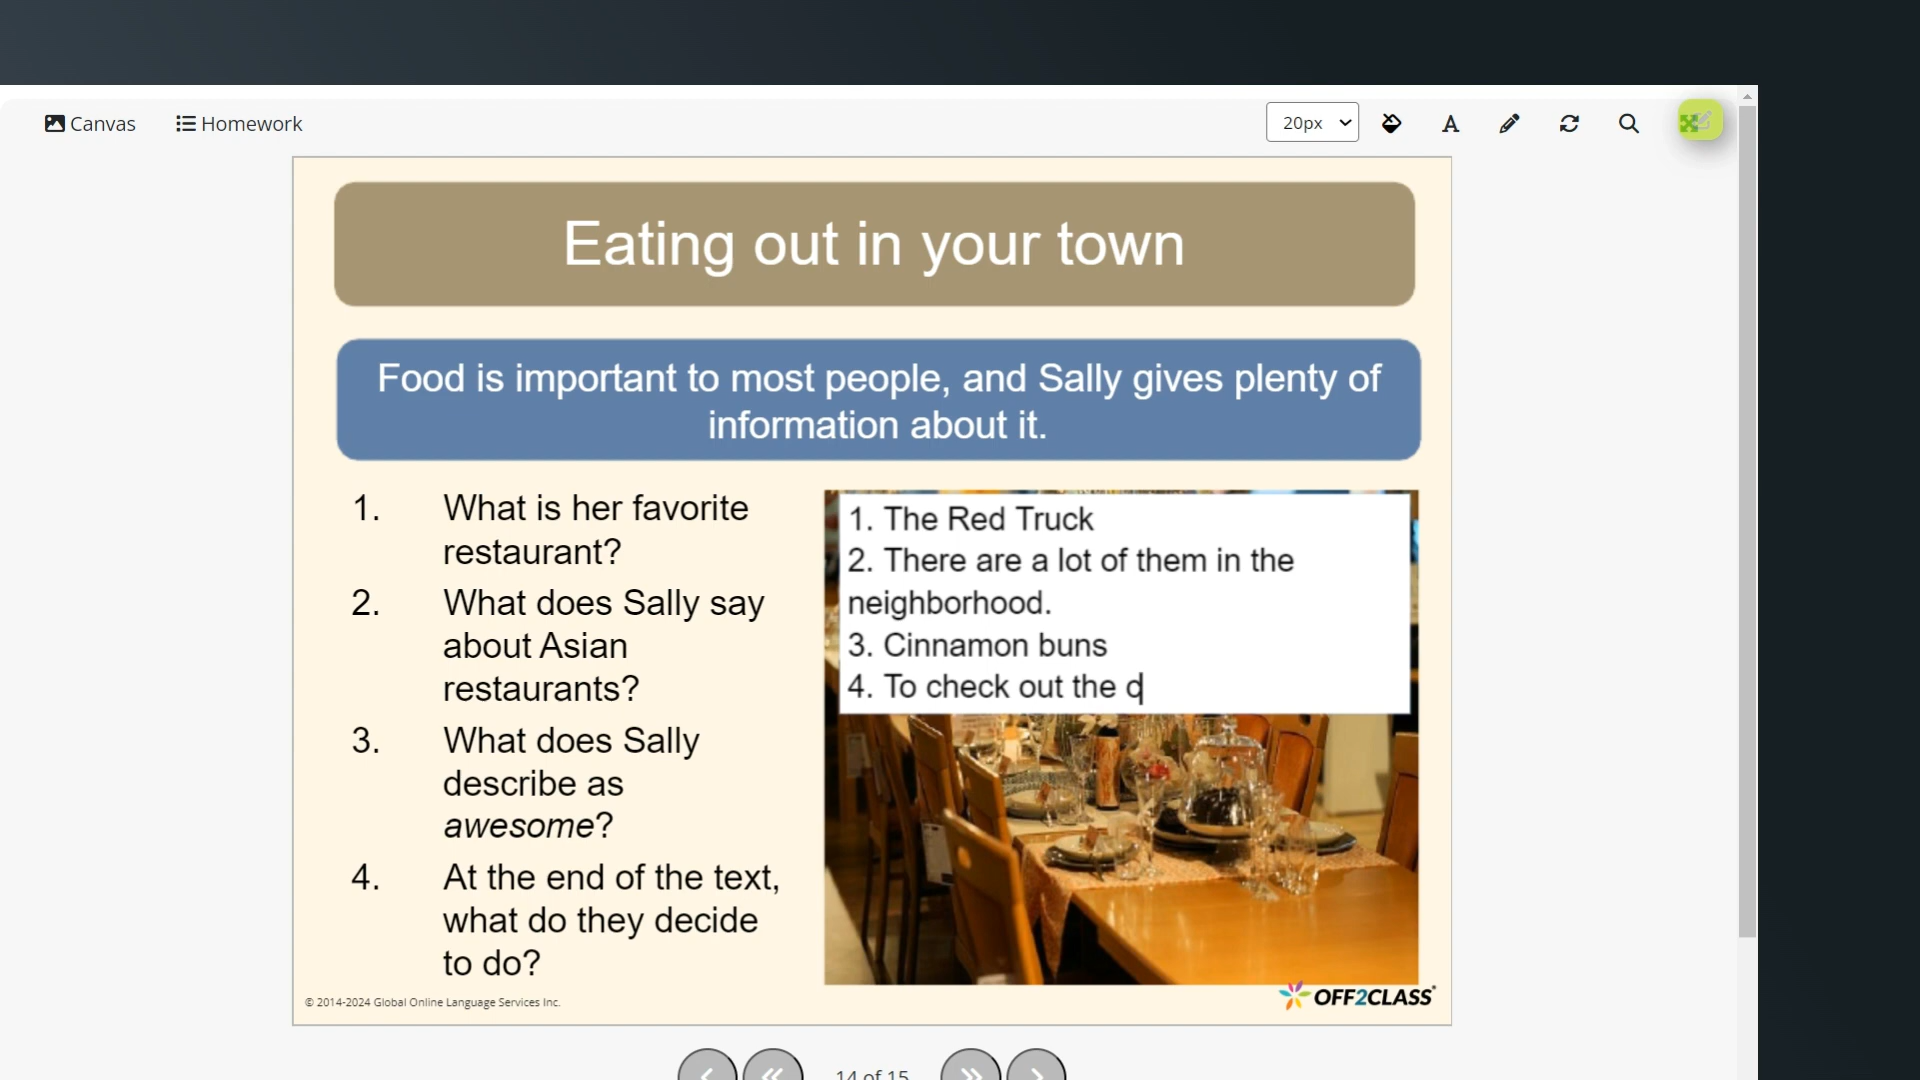 Canvas
Homework
20px
Eating out in your town
Food is important to most people, and Sally gives plenty of
information about it.
1. What is her favorite
restaurant?
2. What does Sally say
about Asian
restaurants?
3. What does Sally
describe as
awesome?
4. At the end of the text,
what do they decide
to do?
1. The Red Truck
2. There are a lot of them in the
neighborhood.
3. Cinnamon buns
4. To check out the d
© 2014-2024 Global Online Language Services Inc.
OFF2CLASS
14 of 15